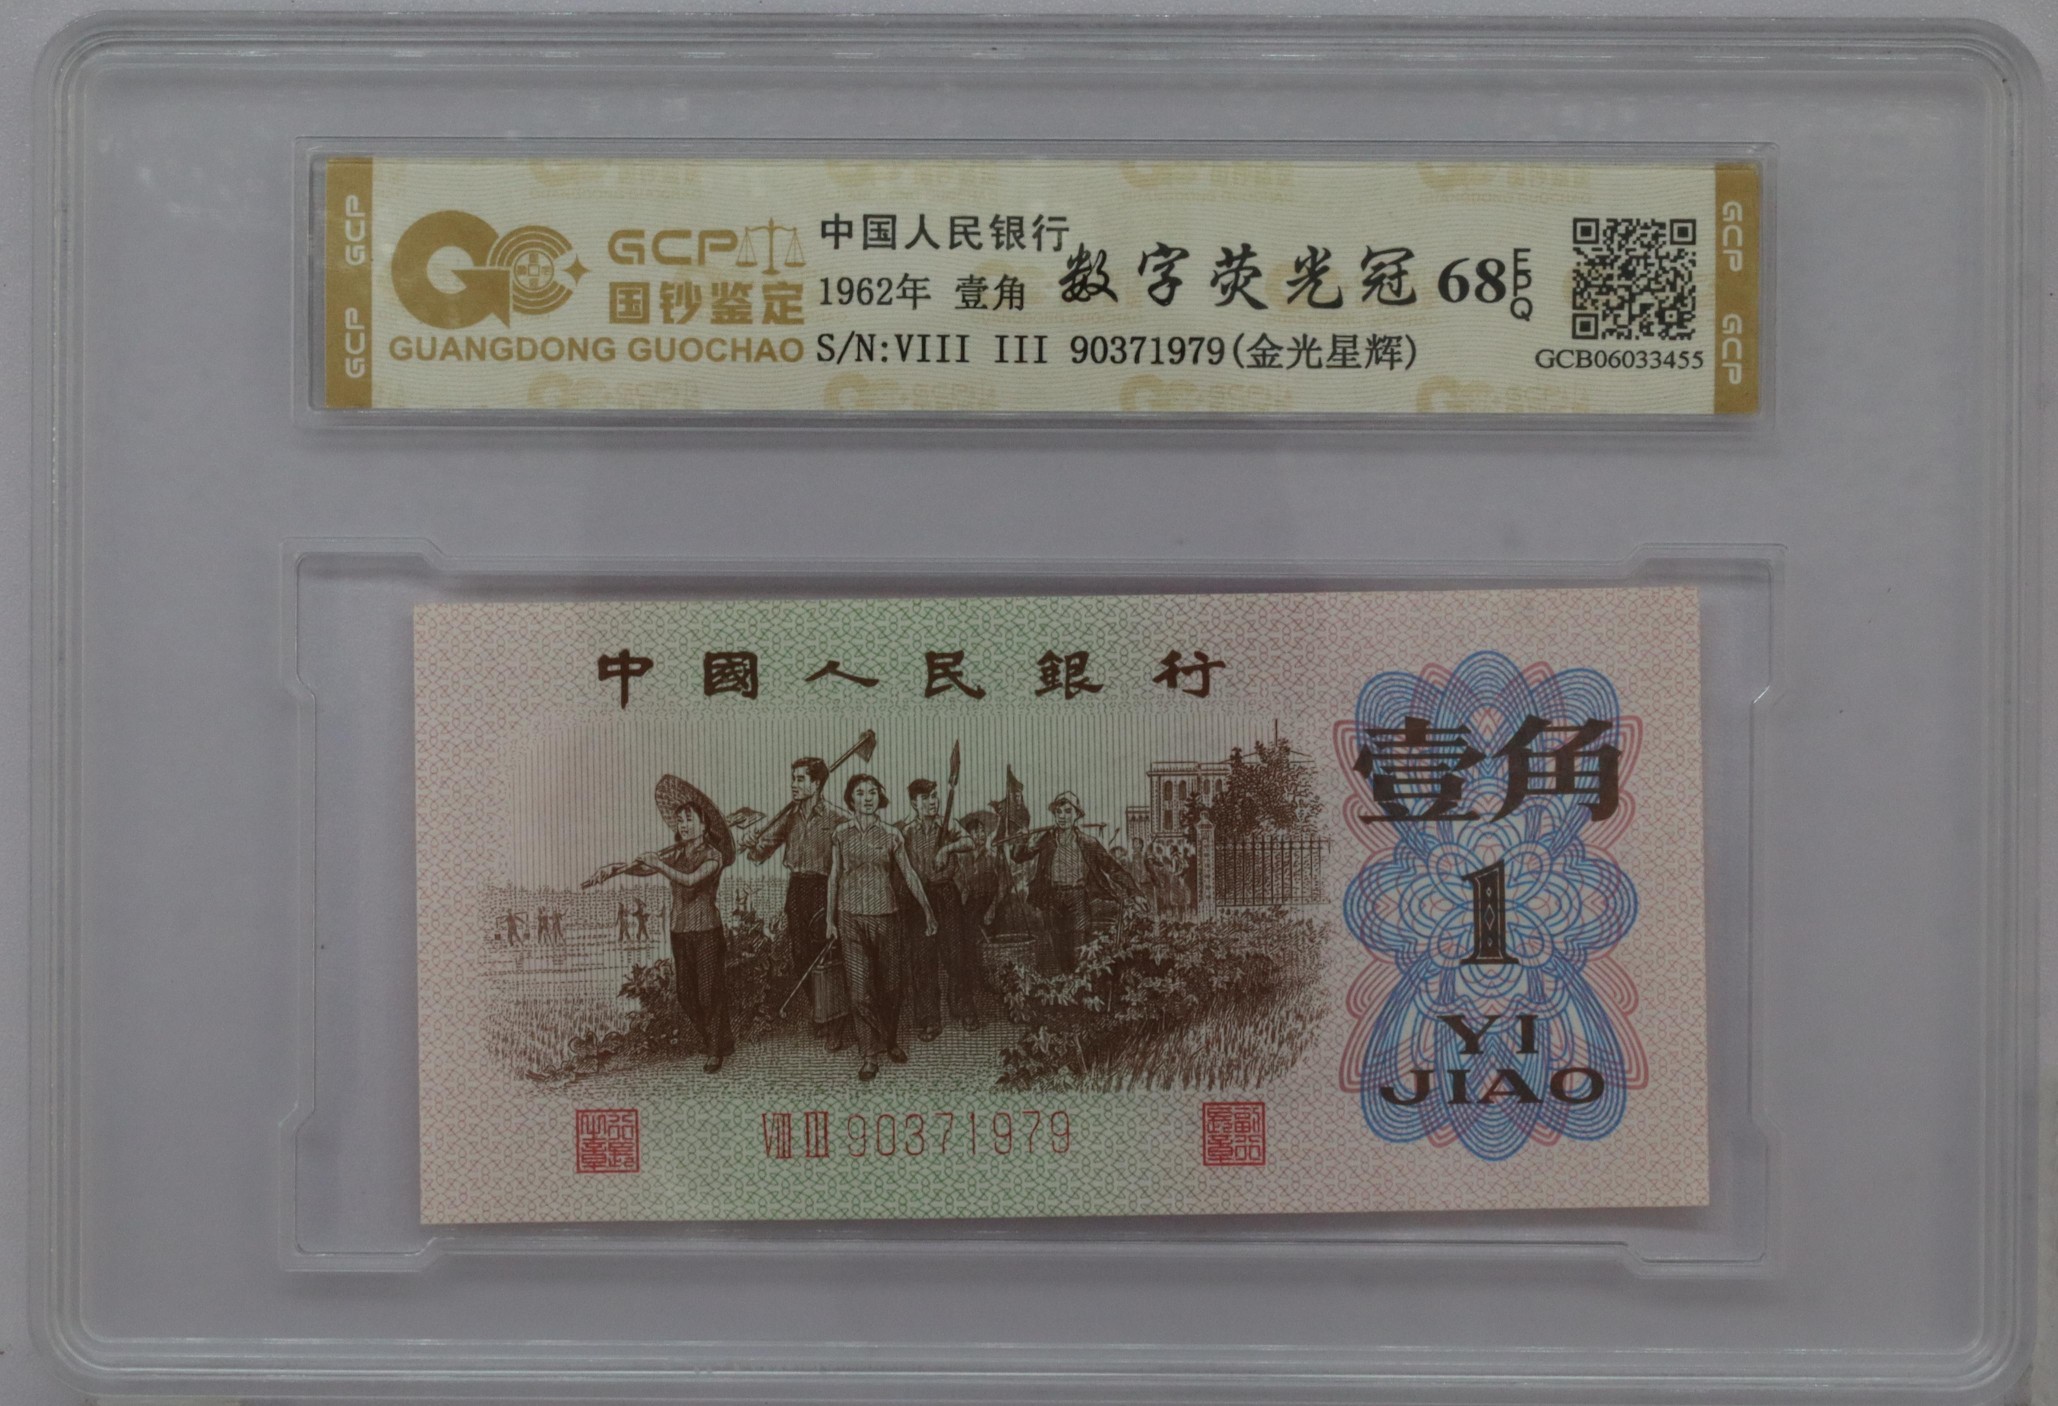 GCP GCP
GCP
国钞鉴定
GUANGDONG GUOCHAO
中国人民银行
1962年 壹角
数字荧光冠 68 EPQ
S/N:VIII III 90371979(金光星辉)
GCB06033455
GCP GCP
中國人民銀行
壹角
1
YI
JIAO
VIII III 90371979